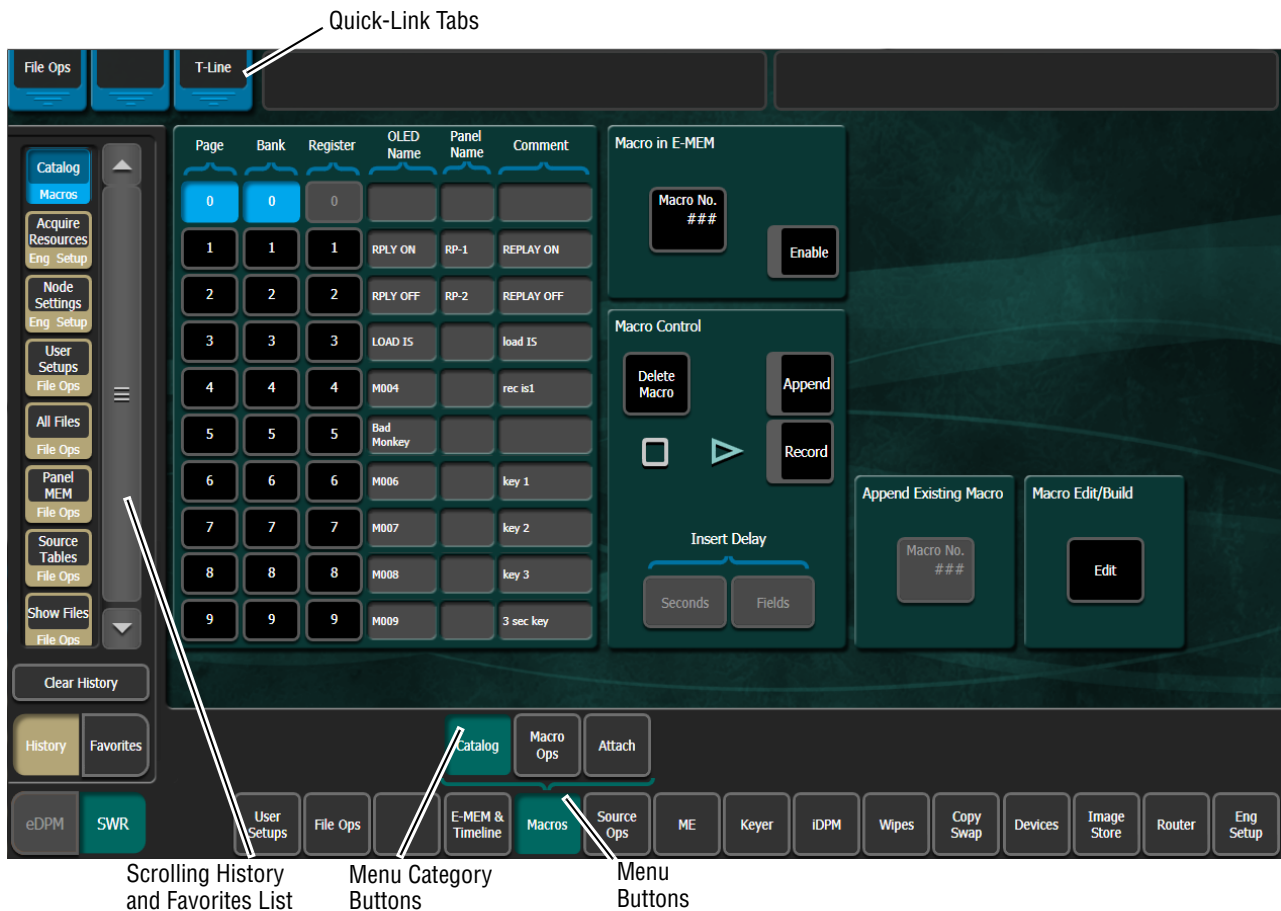 Quick-Link Tabs
File Ops
T-Line
Catalog
Macros
Acquire
Resources
Eng Setup
Node
Settings
Eng Setup
User
Setups
File Ops
All Files
File Ops
Panel
MEM
File Ops
Source
Tables
File Ops
Show Files
File Ops
Clear History
History Favorites
eDPM SWR
Page Bank Register OLED Name Panel Name Comment
0 0 0
1 1 1 RPLY ON RP-1 REPLAY ON
2 2 2 RPLY OFF RP-2 REPLAY OFF
3 3 3 LOAD IS load IS
4 4 4 M004 rec is1
5 5 5 Bad Monkey
6 6 6 M006 key 1
7 7 7 M007 key 2
8 8 8 M008 key 3
9 9 9 M009 3 sec key
Macro in E-MEM
Macro No.
###
Enable
Macro Control
Delete
Macro
Append
Record
Insert Delay
Seconds Fields
Append Existing Macro
Macro No.
###
Macro Edit/Build
Edit
Catalog
Macro
Ops
Attach
User
Setups
File Ops
E-MEM &
Timeline
Macros
Source
Ops
ME
Keyer
iDPM
Wipes
Copy
Swap
Devices
Image
Store
Router
Eng
Setup
Scrolling History
and Favorites List
Menu Category
Buttons
Menu
Buttons